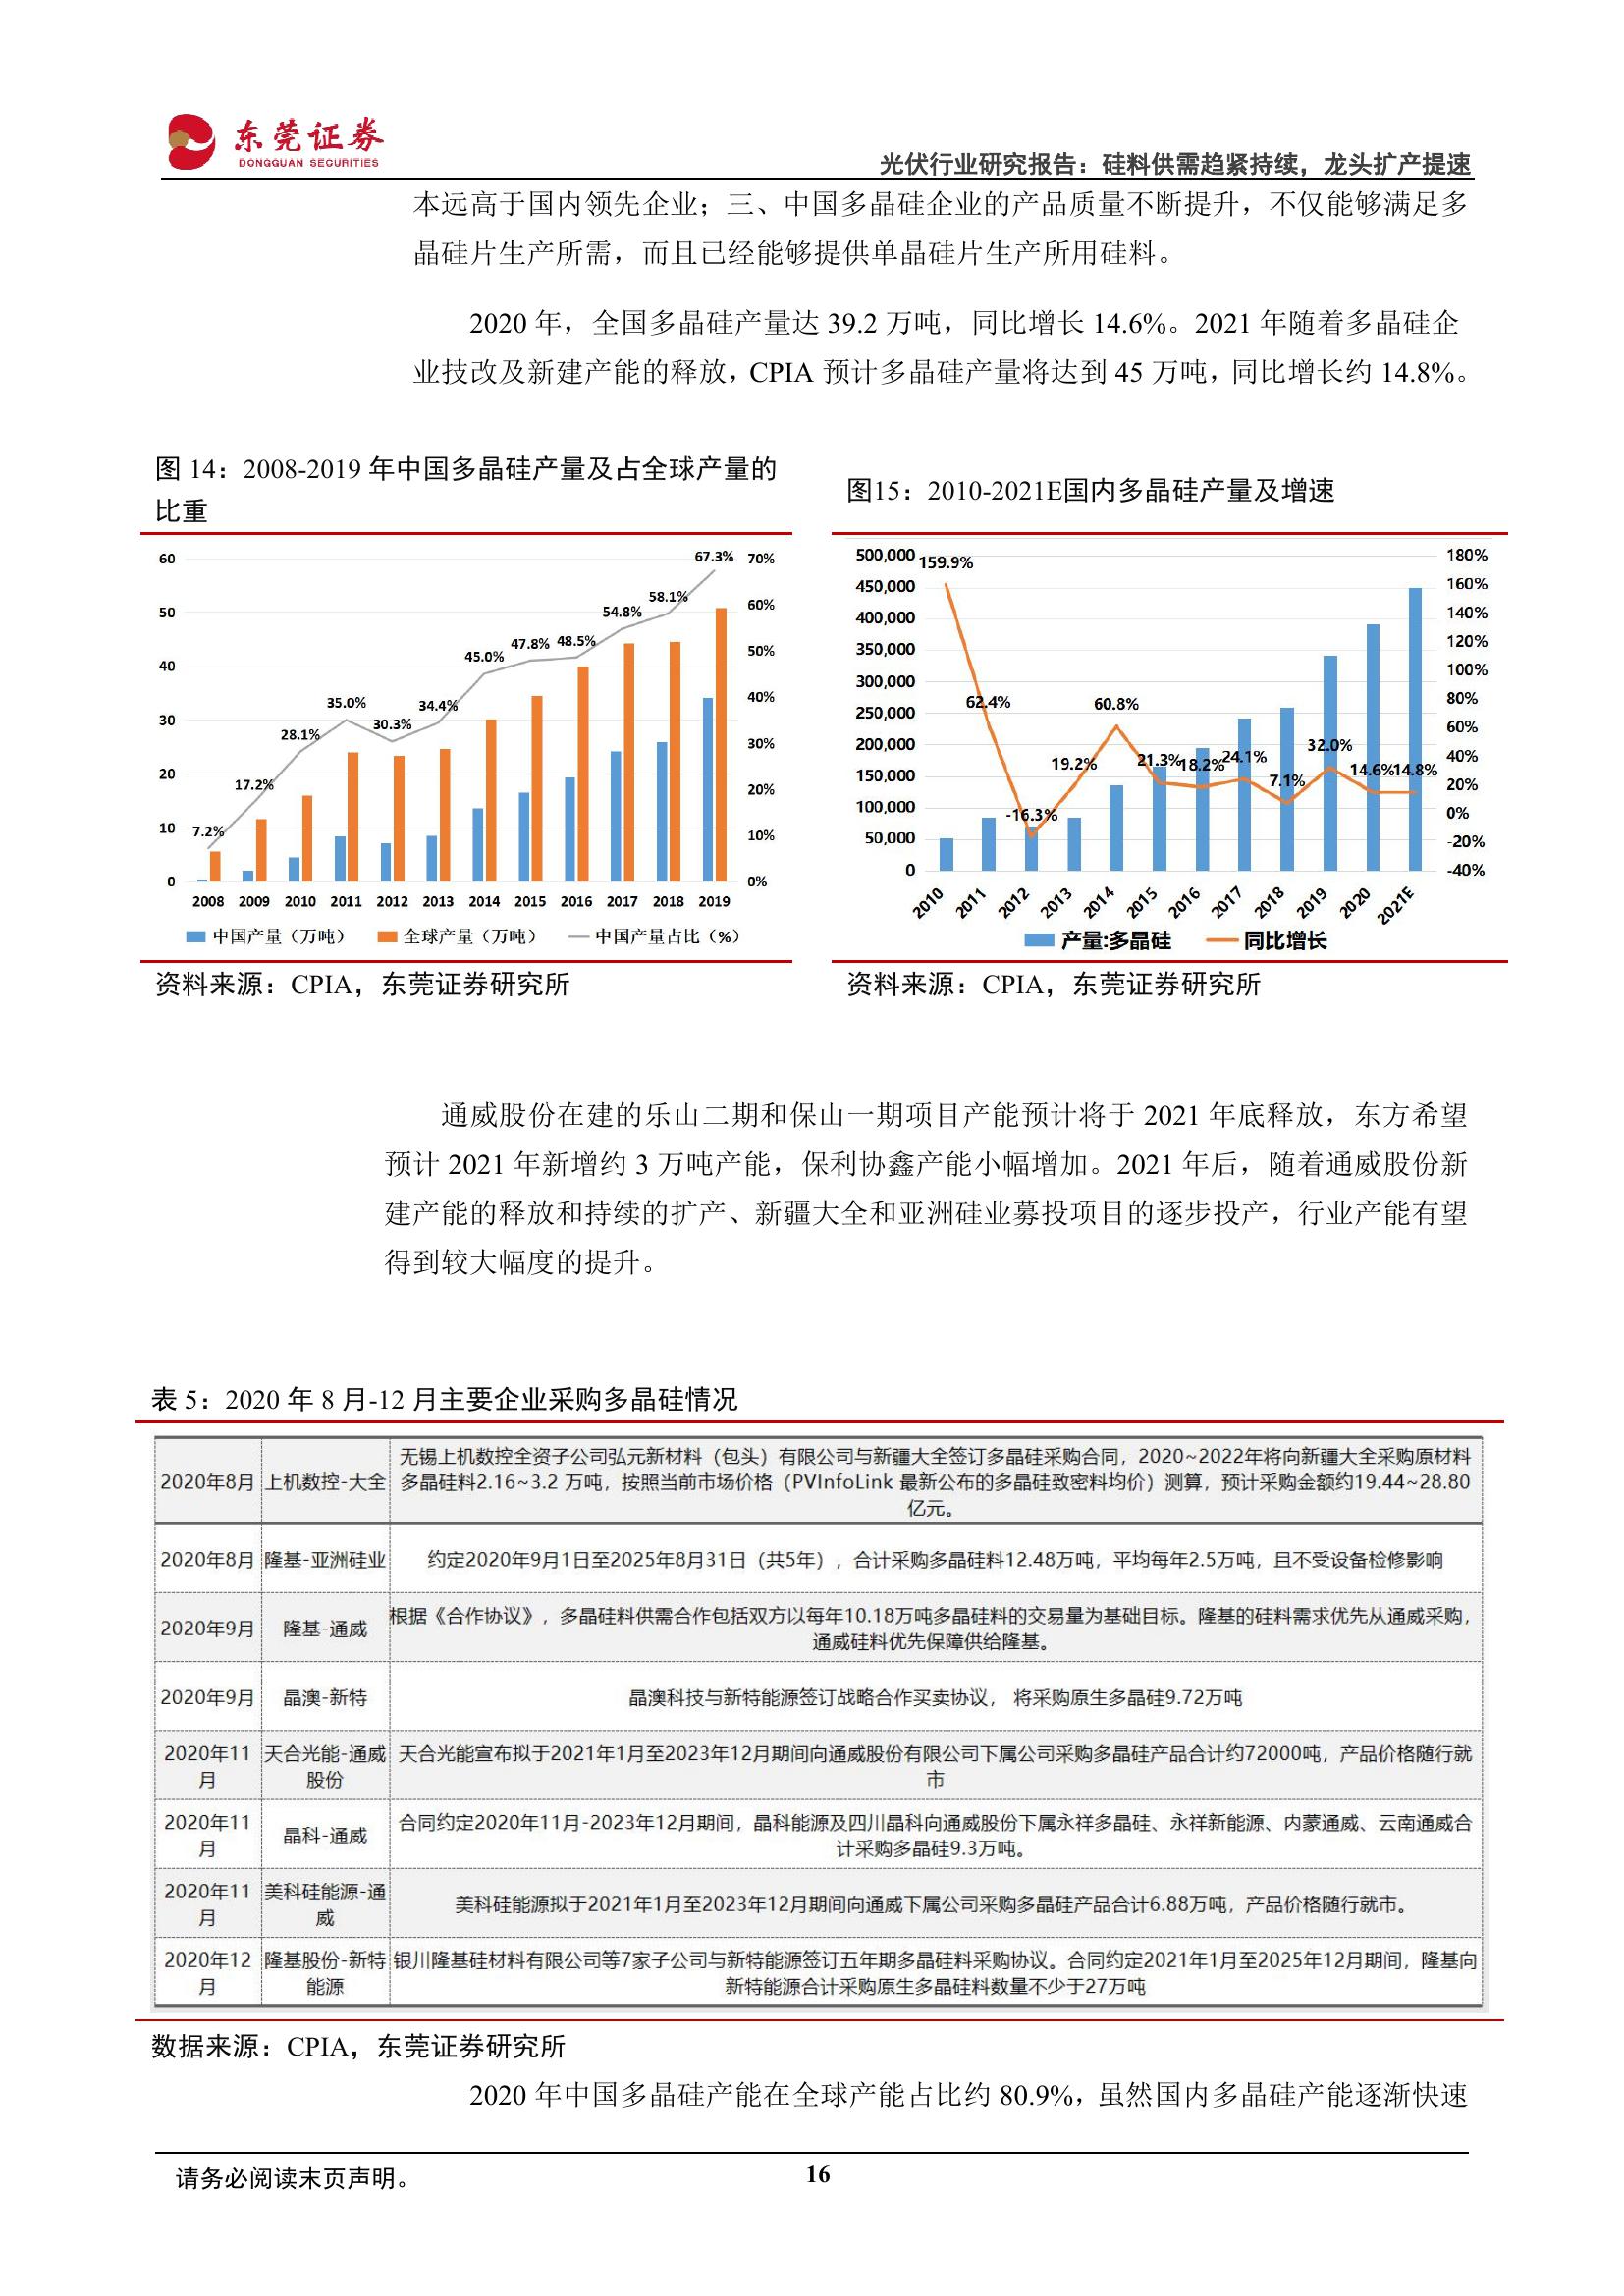 东莞证券
DONGGUAN SECURITIES
光伏行业研究报告：硅料供需趋紧持续，龙头扩产提速
本远高于国内领先企业；三、中国多晶硅企业的产品质量不断提升，不仅能够满足多
晶硅片生产所需，而且已经能够提供单晶硅片生产所用硅料。
2020 年，全国多晶硅产量达 39.2 万吨，同比增长 14.6%。2021 年随着多晶硅企
业技改及新建产能的释放，CPIA 预计多晶硅产量将达到 45 万吨，同比增长约 14.8%。
图 14：2008-2019 年中国多晶硅产量及占全球产量的
比重
60
50
40
30
20
10
0
70%
60%
50%
40%
30%
20%
10%
0%
7.2%
17.2%
28.1%
35.0%
30.3%
34.4%
45.0%
47.8%
48.5%
54.8%
58.1%
67.3%
2008 2009 2010 2011 2012 2013 2014 2015 2016 2017 2018 2019
中国产量（万吨） 全球产量（万吨） 中国产量占比（%）
资料来源：CPIA，东莞证券研究所
图15：2010-2021E国内多晶硅产量及增速
500,000
450,000
400,000
350,000
300,000
250,000
200,000
150,000
100,000
50,000
0
180%
160%
140%
120%
100%
80%
60%
40%
20%
0%
-20%
-40%
159.9%
62.4%
-16.3%
19.2%
60.8%
21.3%
18.2%
24.1%
7.1%
32.0%
14.6%
14.8%
2010 2011 2012 2013 2014 2015 2016 2017 2018 2019 2020 2021E
产量:多晶硅 同比增长
资料来源：CPIA，东莞证券研究所
通威股份在建的乐山二期和保山一期项目产能预计将于 2021 年底释放，东方希望
预计 2021 年新增约 3 万吨产能，保利协鑫产能小幅增加。2021 年后，随着通威股份新
建产能的释放和持续的扩产、新疆大全和亚洲硅业募投项目的逐步投产，行业产能有望
得到较大幅度的提升。
表 5：2020 年 8 月-12 月主要企业采购多晶硅情况
2020年8月 上机数控-大全
无锡上机数控全资子公司弘元新材料（包头）有限公司与新疆大全签订多晶硅采购合同，2020~2022年将向新疆大全采购原材料
多晶硅料2.16~3.2 万吨，按照当前市场价格（PVInfoLink 最新公布的多晶硅致密料均价）测算，预计采购金额约19.44~28.80
亿元。
2020年8月 隆基-亚洲硅业 约定2020年9月1日至2025年8月31日（共5年），合计采购多晶硅料12.48万吨，平均每年2.5万吨，且不受设备检修影响
2020年9月 隆基-通威
根据《合作协议》，多晶硅料供需合作包括双方以每年10.18万吨多晶硅料的交易量为基础目标。隆基的硅料需求优先从通威采购，
通威硅料优先保障供给隆基。
2020年9月 晶澳-新特 晶澳科技与新特能源签订战略合作买卖协议， 将采购原生多晶硅9.72万吨
2020年11
月
天合光能-通威
股份
天合光能宣布拟于2021年1月至2023年12月期间向通威股份有限公司下属公司采购多晶硅产品合计约72000吨，产品价格随行就
市
2020年11
月
晶科-通威
合同约定2020年11月-2023年12月期间，晶科能源及四川晶科向通威股份下属永祥多晶硅、永祥新能源、内蒙通威、云南通威合
计采购多晶硅9.3万吨。
2020年11
月
美科硅能源-通
威
美科硅能源拟于2021年1月至2023年12月期间向通威下属公司采购多晶硅产品合计6.88万吨，产品价格随行就市。
2020年12
月
隆基股份-新特
能源
银川隆基硅材料有限公司等7家子公司与新特能源签订五年期多晶硅料采购协议。合同约定2021年1月至2025年12月期间，隆基向
新特能源合计采购原生多晶硅料数量不少于27万吨
数据来源：CPIA，东莞证券研究所
2020 年中国多晶硅产能在全球产能占比约 80.9%，虽然国内多晶硅产能逐渐快速
请务必阅读末页声明。
16